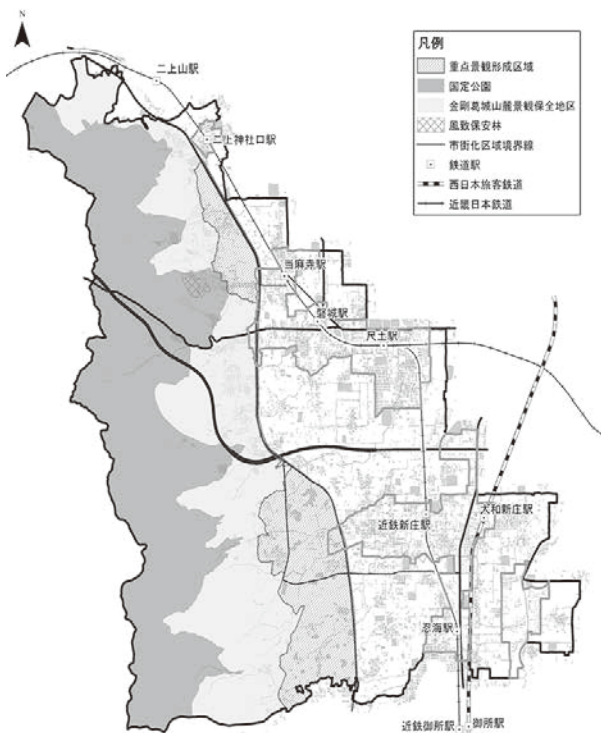 N
二上山駅
凡例
重点景観形成区域
国定公園
金剛葛城山麓景観保全地区
風致保安林
市街化区域境界線
鉄道駅
西日本旅客鉄道
近畿日本鉄道
二上神社口駅
当麻寺駅
磐城駅
尺土駅
近鉄新庄駅
大和新庄駅
忍海駅
近鉄御所駅
御所駅